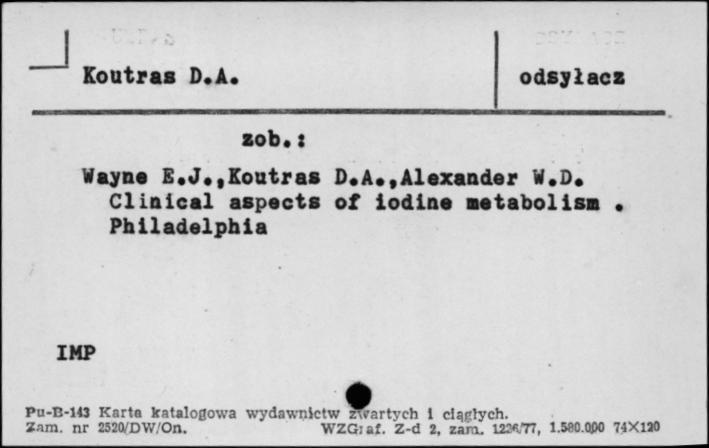 Koutras D.A.
odsyłacz
zob.:
Wayne E.J.,Koutras D.A.,Alexander W.D.
Clinical aspects of iodine metabolism .
Philadelphia
IMP
Pu-B-143 Karta katalogowa wydawnictw zwartych i ciągłych.
Zam. nr 2520/DW/On. WZGraf. Z-d 2, zam. 1226/77, 1.580.000 74X120